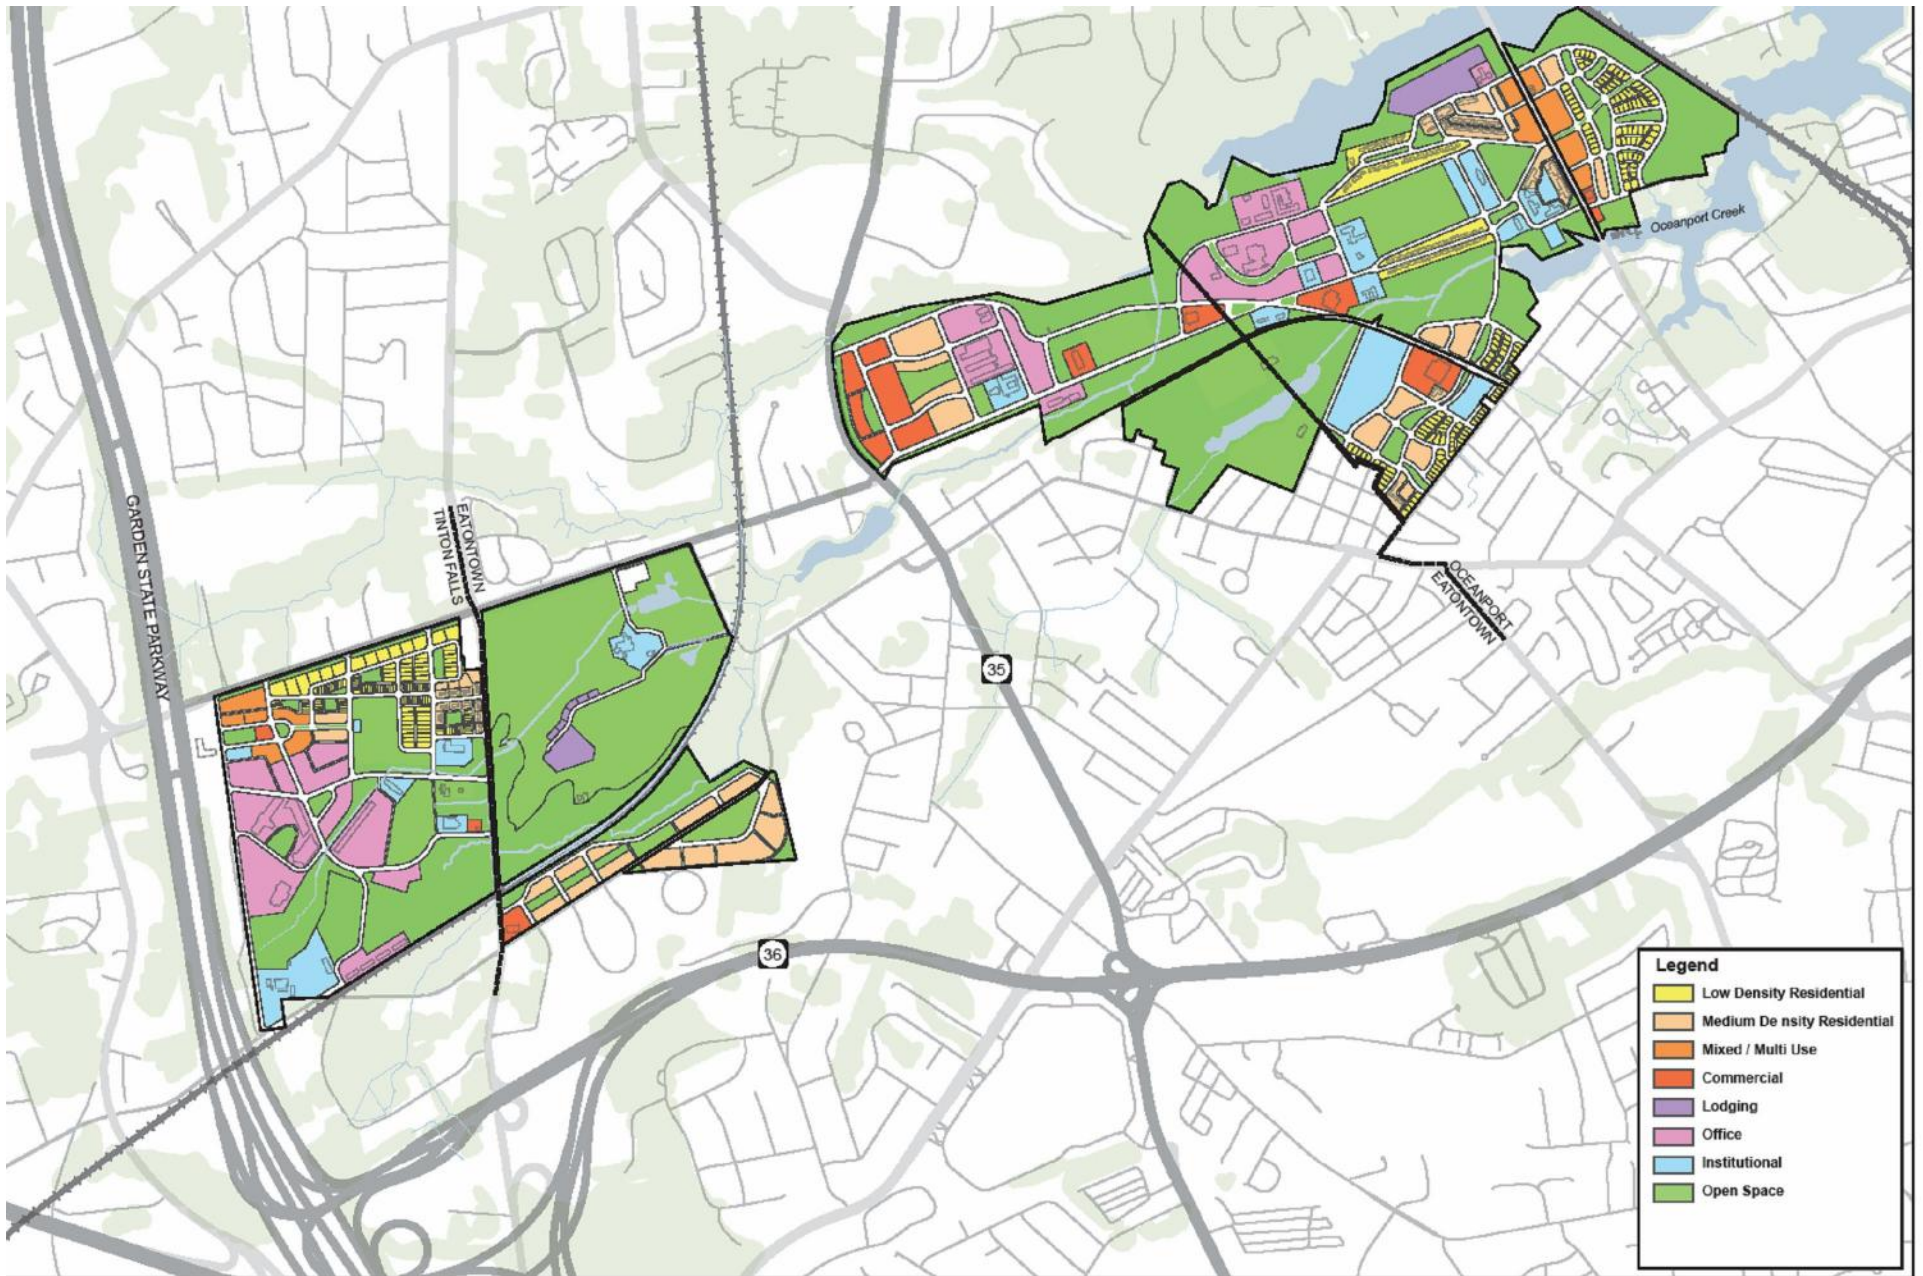 Oceanport Creek
GARDEN STATE PARKWAY
EATONTOWN
TINTON FALLS
OCEANPORT
EATONTOWN
35
36
Legend
Low Density Residential
Medium De nsity Residential
Mixed / Multi Use
Commercial
Lodging
Office
Institutional
Open Space